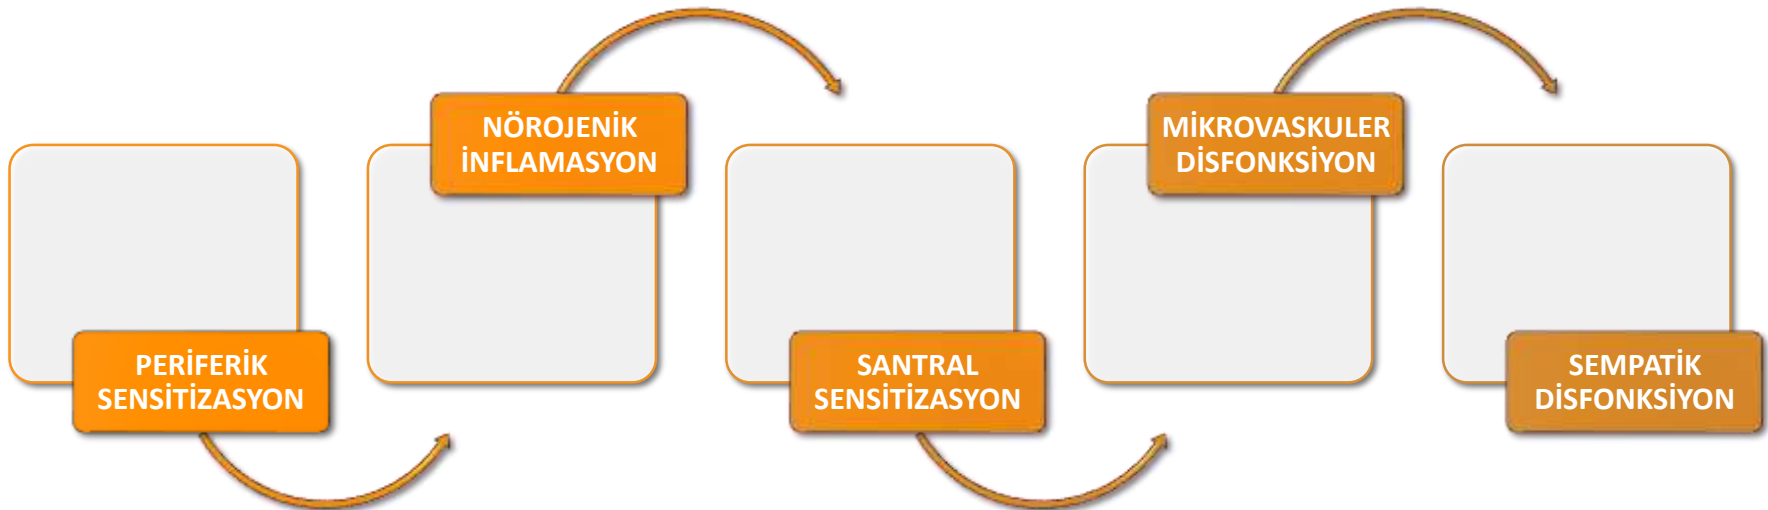 PERİFERİK
SENSİTİZASYON
NÖROJENİK
İNFLAMASYON
SANTRAL
SENSİTİZASYON
MİKROVASKULER
DİSFONKSİYON
SEMPATİK
DİSFONKSİYON